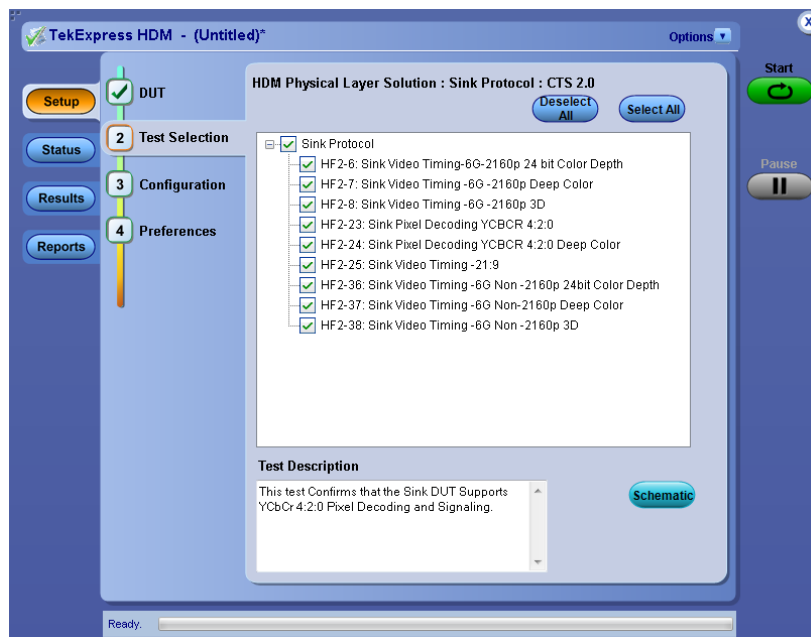 TekExpress HDM - (Untitled)*
Options
Start
Pause
Setup
Status
Results
Reports
DUT
2 Test Selection
3 Configuration
4 Preferences
HDM Physical Layer Solution : Sink Protocol : CTS 2.0
Deselect All
Select All
Sink Protocol
HF2-6: Sink Video Timing-6G-2160p 24 bit Color Depth
HF2-7: Sink Video Timing -6G -2160p Deep Color
HF2-8: Sink Video Timing -6G -2160p 3D
HF2-23: Sink Pixel Decoding YCBCR 4:2:0
HF2-24: Sink Pixel Decoding YCBCR 4:2:0 Deep Color
HF2-25: Sink Video Timing -21:9
HF2-36: Sink Video Timing -6G Non -2160p 24bit Color Depth
HF2-37: Sink Video Timing -6G Non-2160p Deep Color
HF2-38: Sink Video Timing -6G Non -2160p 3D
Test Description
This test Confirms that the Sink DUT Supports
YCbCr 4:2:0 Pixel Decoding and Signaling.
Schematic
Ready.